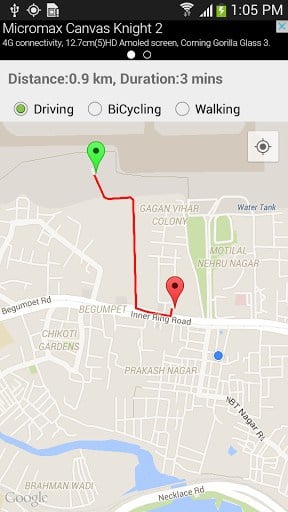 1:05 PM
Micromax Canvas Knight 2
4G connectivity, 12.7cm(5)HD Amoled screen, Corning Gorilla Glass 3.
Distance:0.9 km, Duration:3 mins
Driving BiCycling Walking
GAGAN VIHAR
COLONY
Water Tank
MOTILAL
NEHRU NAGAR
Begumpet Rd
BEGUMPET
Inner Ring Road
CHIKOTI
GARDENS
PRAKASH NAGAR
NBT Nagar Rd
BRAHMAN WADI
Necklace Rd
Google